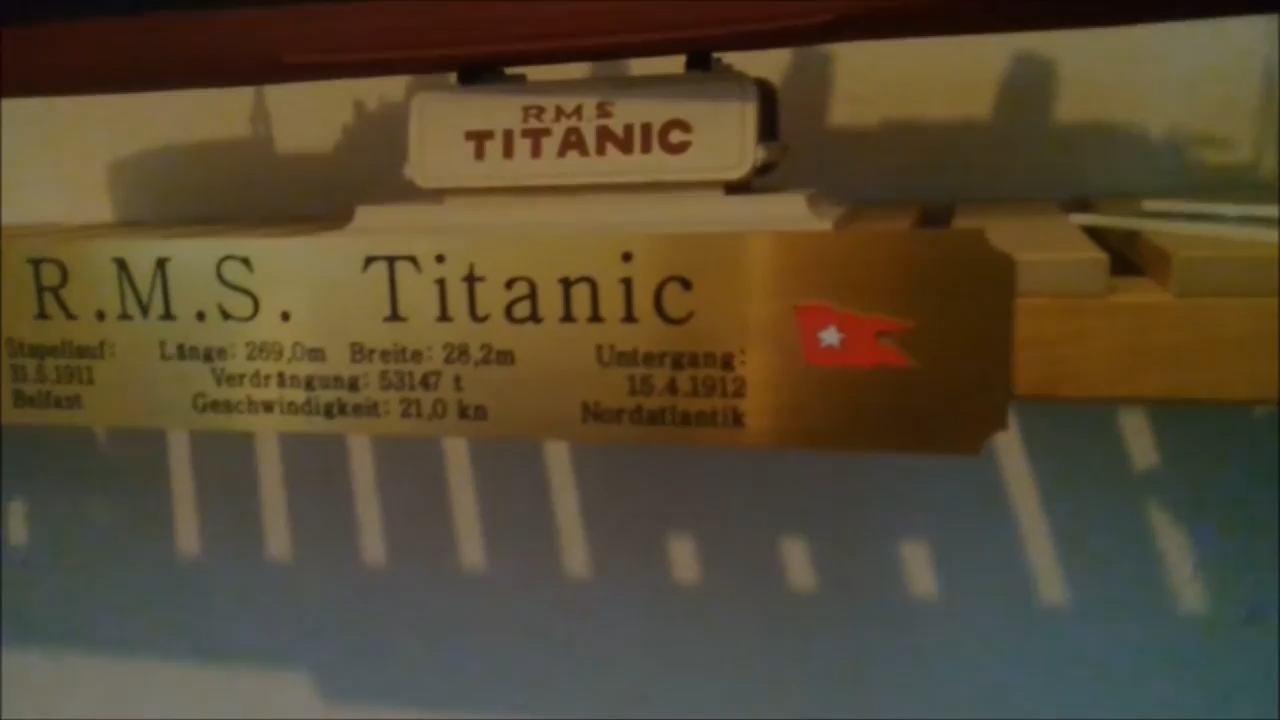 R.M.S
TITANIC
R.M.S. Titanic
Stapellauf: Länge: 269,0m Breite: 28,2m Untergang:
31.5.1911 Verdrängung: 53147 t 15.4.1912
Belfast Geschwindigkeit: 21,0 kn Nordatlantik